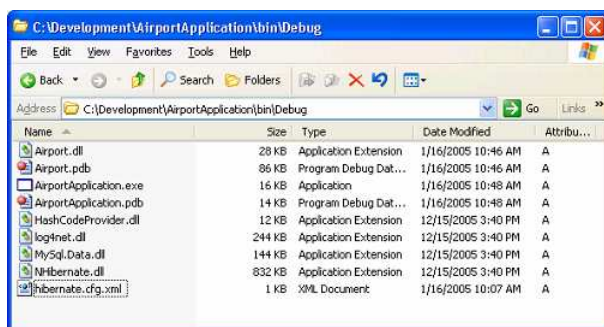 C:\Development\AirportApplication\bin\Debug
File Edit View Favorites Tools Help
Back Search Folders
Address C:\Development\AirportApplication\bin\Debug Go Links »
Name Size Type Date Modified Attribu...
Airport.dll 28 KB Application Extension 1/16/2005 10:46 AM A
Airport.pdb 86 KB Program Debug Dat... 1/16/2005 10:46 AM A
AirportApplication.exe 16 KB Application 1/16/2005 10:48 AM A
AirportApplication.pdb 14 KB Program Debug Dat... 1/16/2005 10:48 AM A
HashCodeProvider.dll 12 KB Application Extension 12/15/2005 3:40 PM A
log4net.dll 244 KB Application Extension 12/15/2005 3:40 PM A
MySql.Data.dll 144 KB Application Extension 12/15/2005 3:40 PM A
NHibernate.dll 832 KB Application Extension 12/15/2005 3:40 PM A
hibernate.cfg.xml 1 KB XML Document 1/16/2005 10:07 AM A